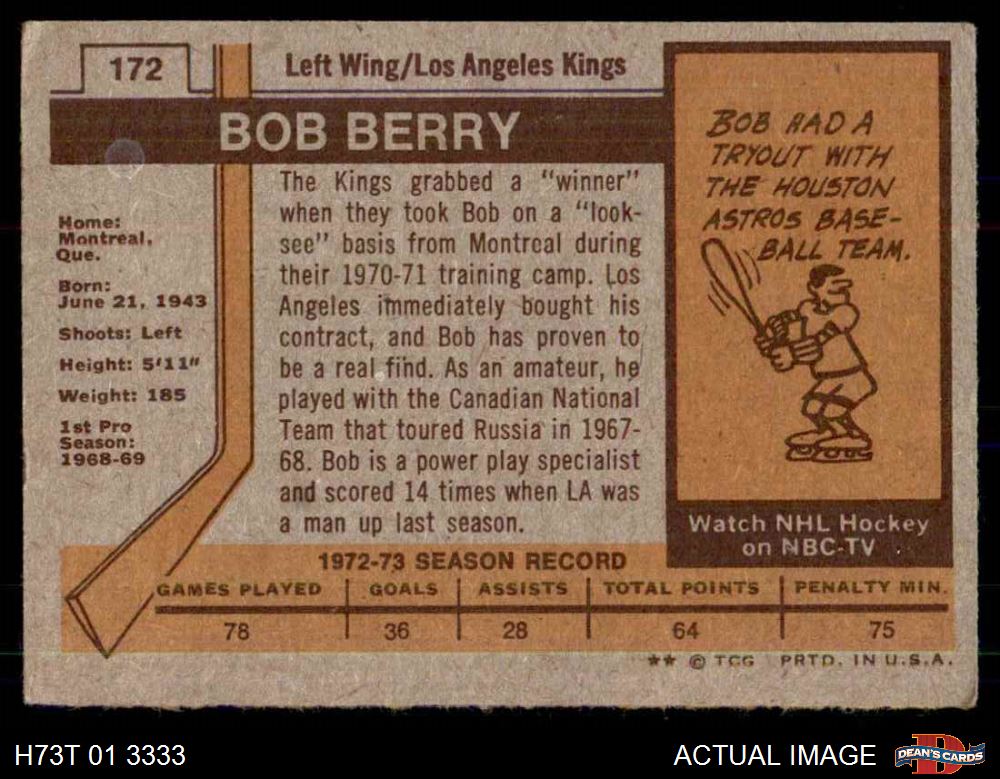 172
Left Wing/Los Angeles Kings
BOB BERRY
Home:
Montreal,
Que.
Born:
June 21, 1943
Shoots: Left
Height: 5'11"
Weight: 185
1st Pro
Season:
1968-69
The Kings grabbed a "winner"
when they took Bob on a "look-
see" basis from Montreal during
their 1970-71 training camp. Los
Angeles immediately bought his
contract, and Bob has proven to
be a real find. As an amateur, he
played with the Canadian National
Team that toured Russia in 1967-
68. Bob is a power play specialist
and scored 14 times when LA was
a man up last season.
BOB HAD A
TRYOUT WITH
THE HOUSTON
ASTROS BASE-
BALL TEAM.
Watch NHL Hockey
on NBC-TV
1972-73 SEASON RECORD
GAMES PLAYED GOALS ASSISTS TOTAL POINTS PENALTY MIN.
78 36 28 64 75
** © TCG PRTD. IN U.S.A.
H73T 01 3333 ACTUAL IMAGE DEAN'S CARDS